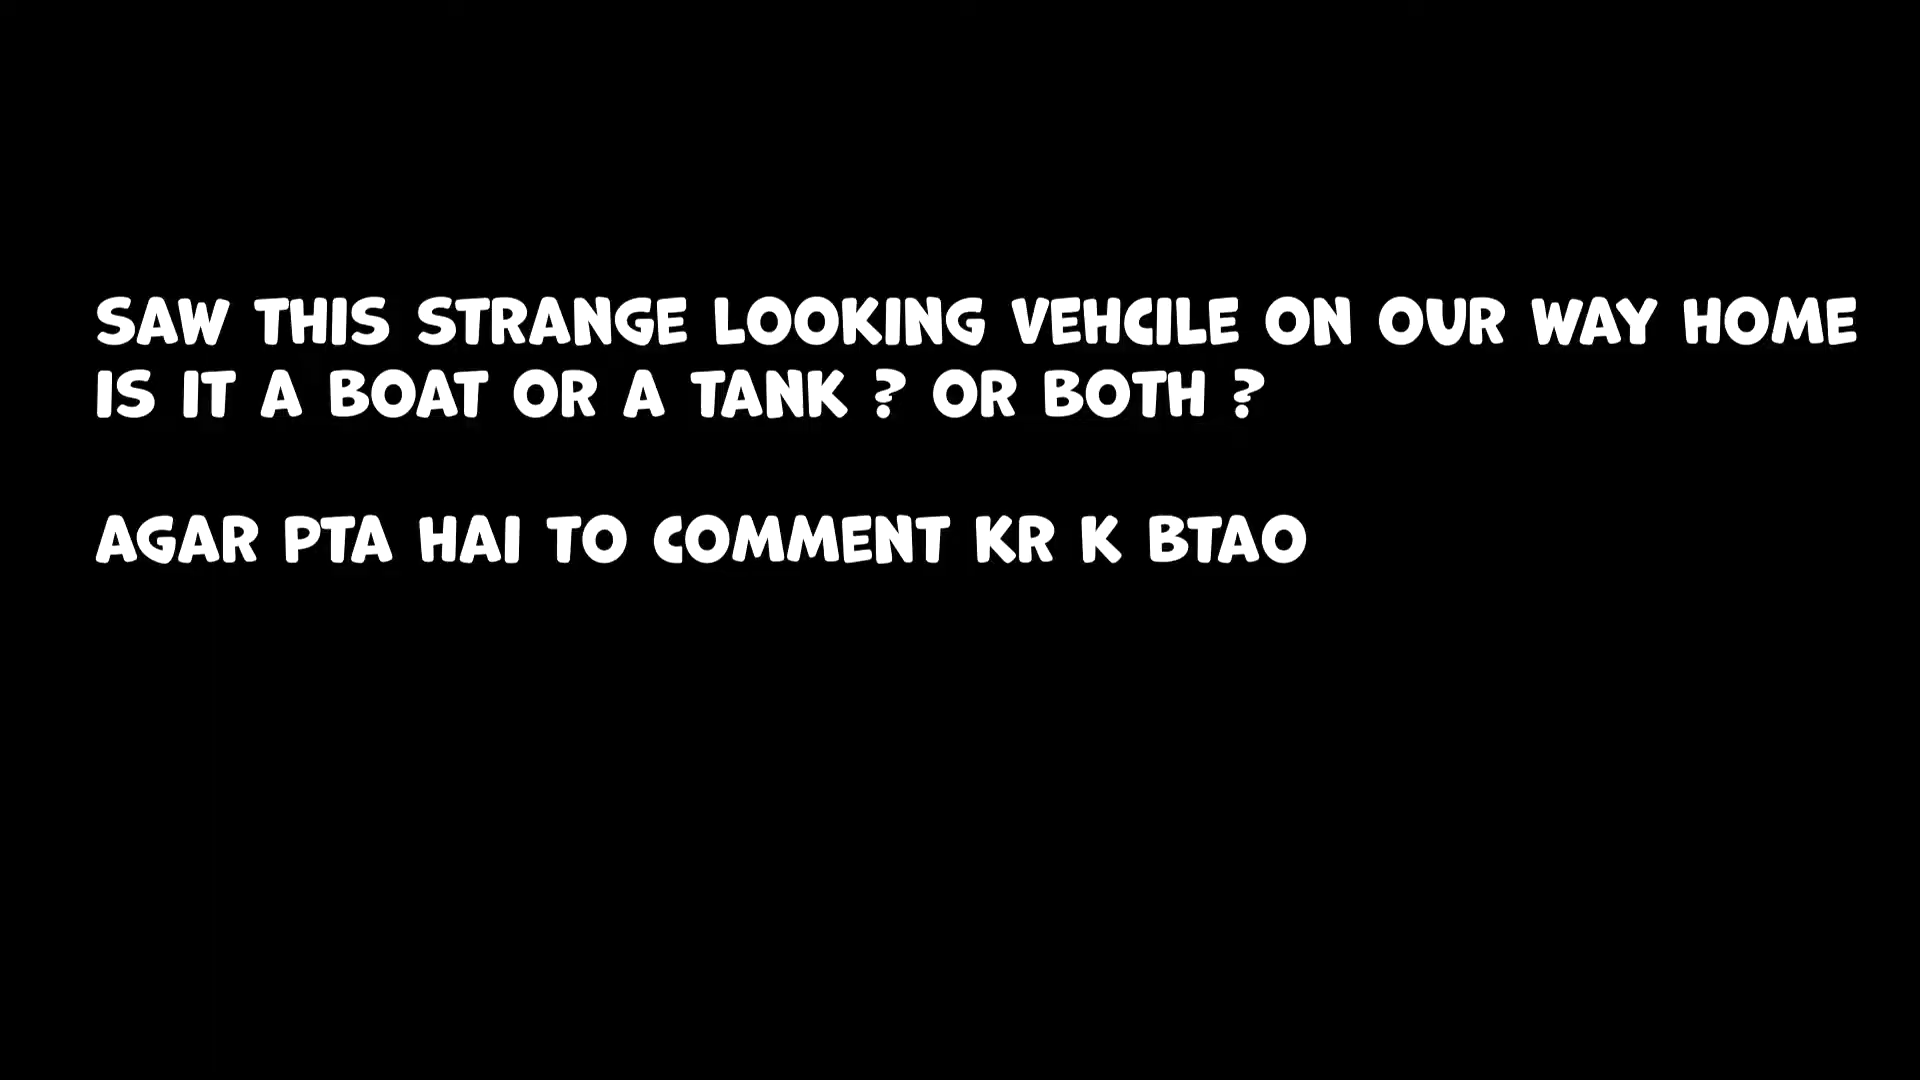 SAW THIS STRANGE LOOKING VEHCILE ON OUR WAY HOME
IS IT A BOAT OR A TANK ? OR BOTH ?
AGAR PTA HAI TO COMMENT KR K BTAO